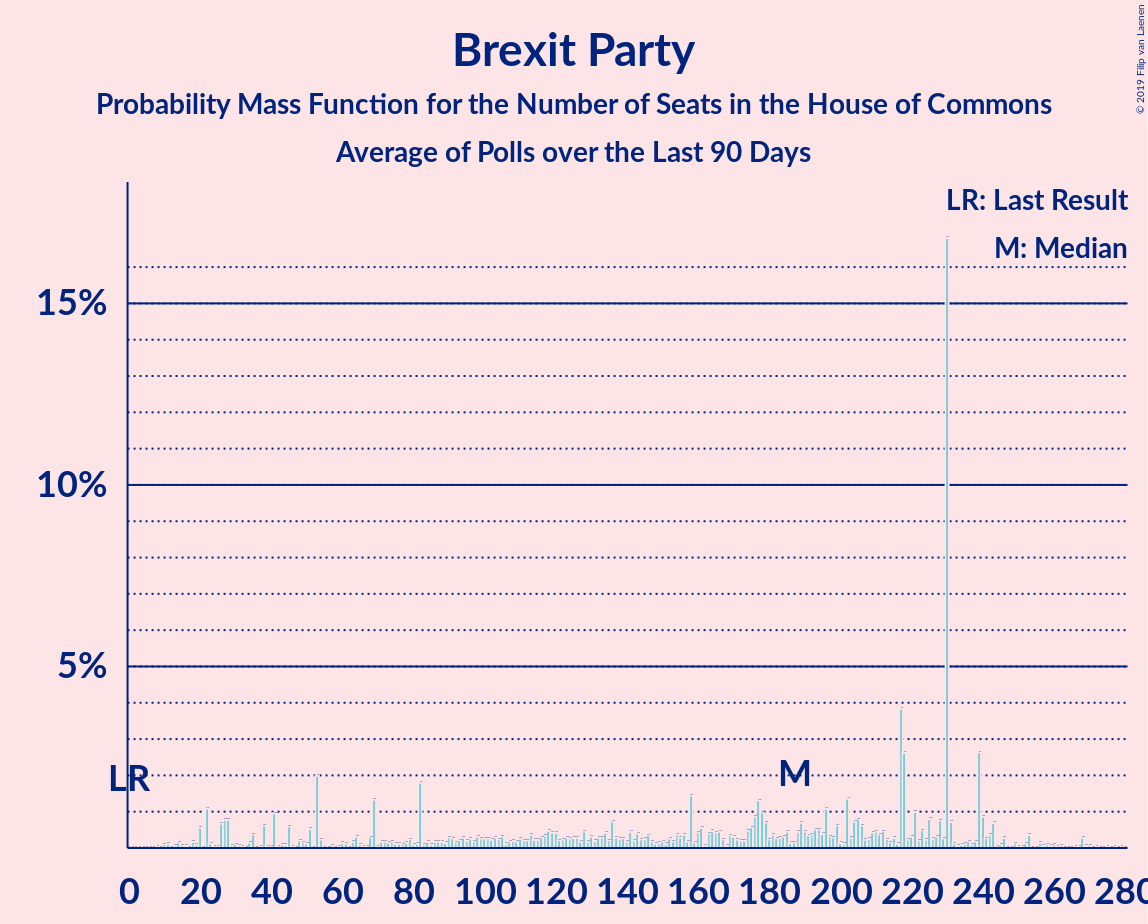 Brexit Party
Probability Mass Function for the Number of Seats in the House of Commons
Average of Polls over the Last 90 Days
© 2019 Filip van Laenen
LR: Last Result
M: Median
15%
10%
5%
LR
M
0 20 40 60 80 100 120 140 160 180 200 220 240 260 280